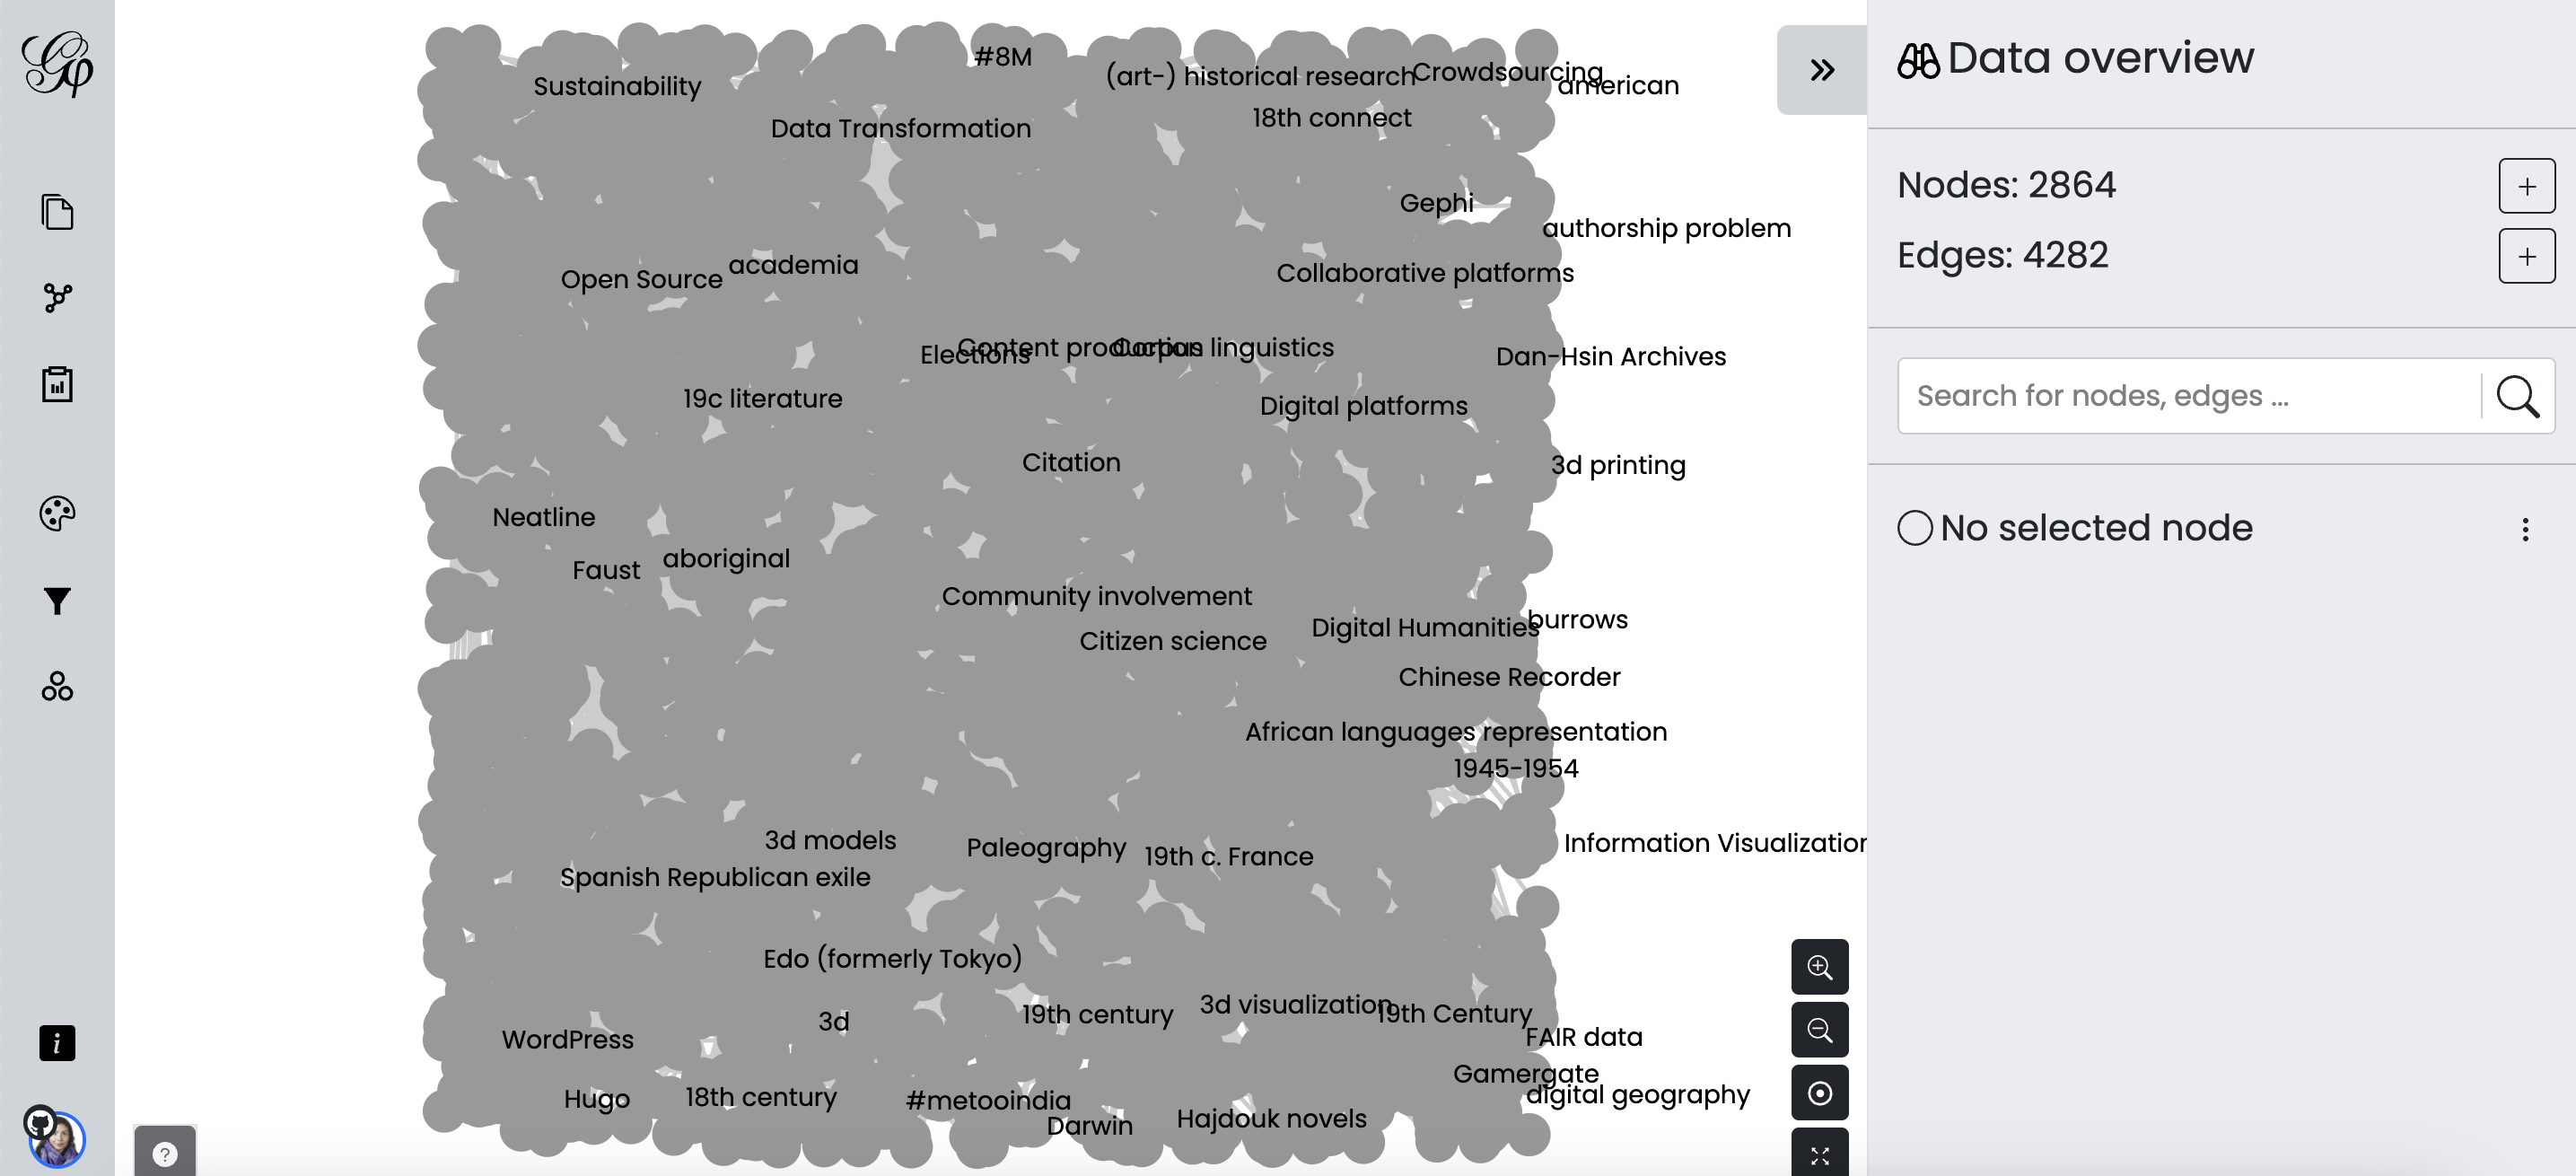 Data overview
Nodes: 2864
+
Edges: 4282
+
Search for nodes, edges ...
No selected node
#8M
Sustainability
(art-) historical research
Crowdsourcing
american
18th connect
Data Transformation
Gephi
authorship problem
academia
Open Source
Collaborative platforms
Elections
Content production
Corpus linguistics
Dan-Hsin Archives
19c literature
Digital platforms
Citation
3d printing
Neatline
aboriginal
Faust
Community involvement
burrows
Digital Humanities
Citizen science
Chinese Recorder
African languages representation
1945-1954
3d models
Paleography
19th c. France
Information Visualization
Spanish Republican exile
Edo (formerly Tokyo)
3d visualization
19th century
19th Century
3d
WordPress
FAIR data
Gamergate
digital geography
Hugo
18th century
#metooindia
Hajdouk novels
Darwin
i
?